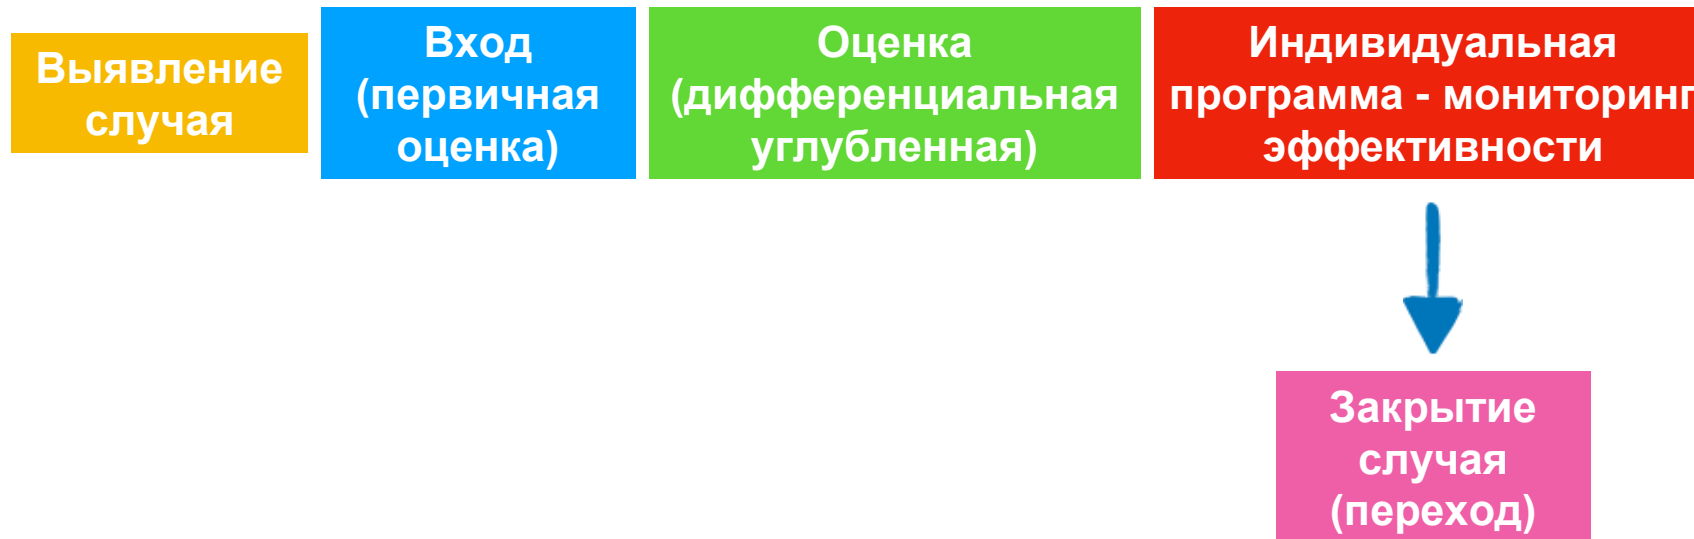 Выявление
случая
Вход
(первичная
оценка)
Оценка
(дифференциальная
углубленная)
Индивидуальная
программа - мониторинг
эффективности
Закрытие
случая
(переход)